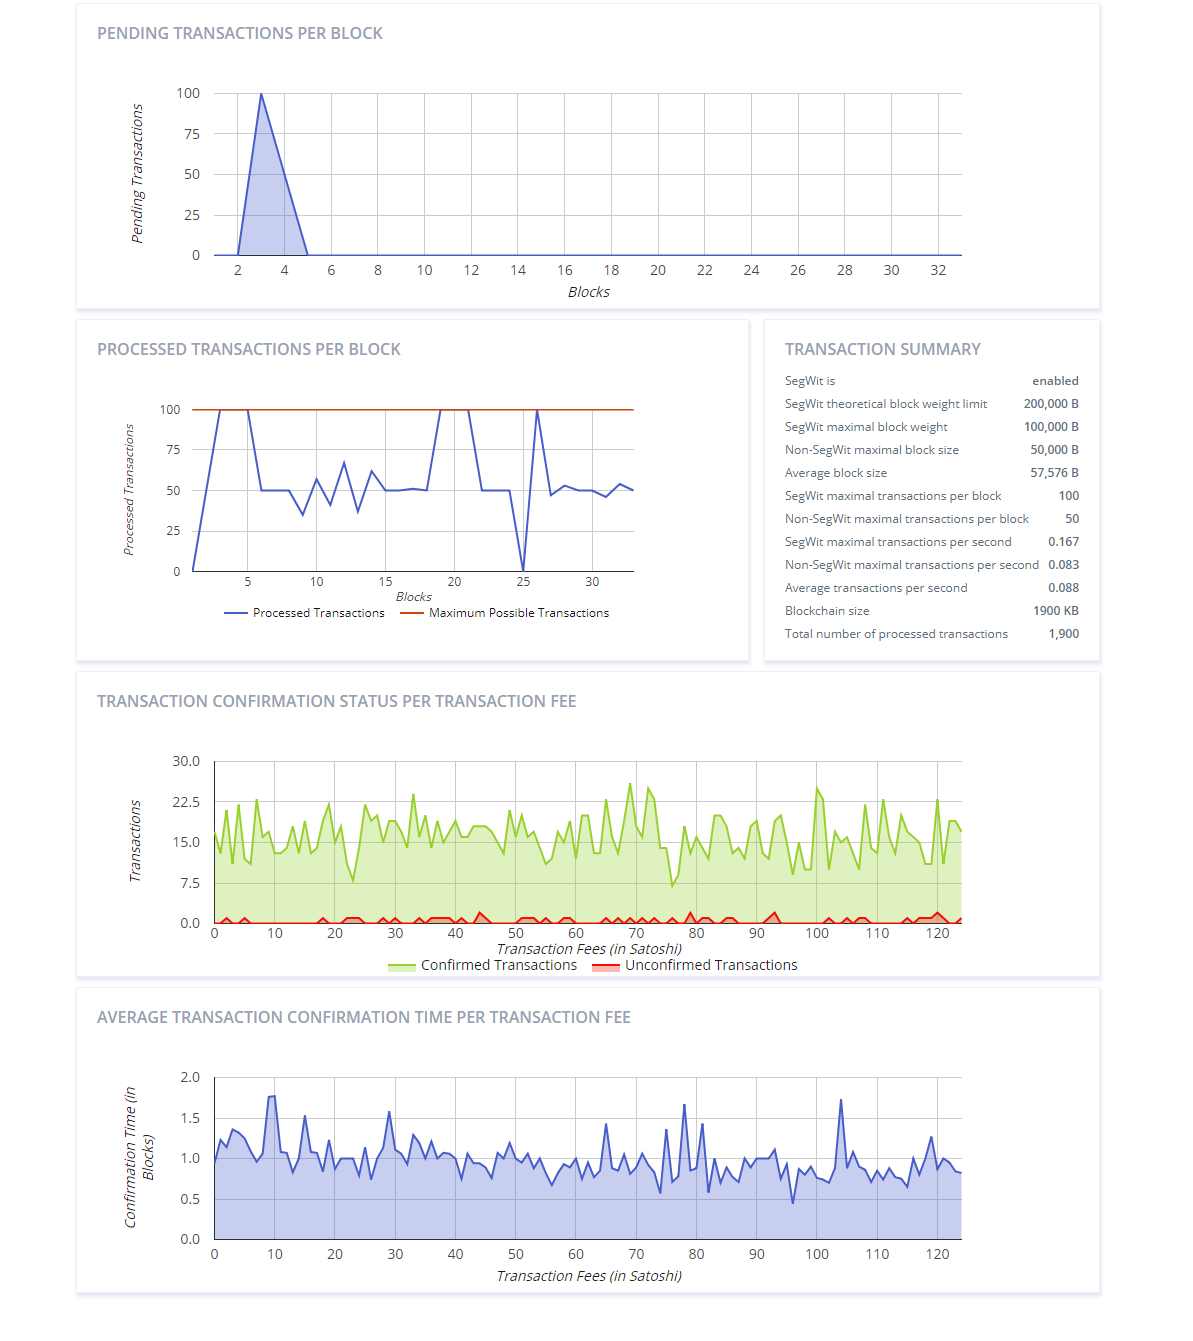 PENDING TRANSACTIONS PER BLOCK
Pending Transactions
100
75
50
25
0
2 4 6 8 10 12 14 16 18 20 22 24 26 28 30 32
Blocks
PROCESSED TRANSACTIONS PER BLOCK
Processed Transactions
100
75
50
25
0
5 10 15 20 25 30
Blocks
Processed Transactions Maximum Possible Transactions
TRANSACTION SUMMARY
SegWit is enabled
SegWit theoretical block weight limit 200,000 B
SegWit maximal block weight 100,000 B
Non-SegWit maximal block size 50,000 B
Average block size 57,576 B
SegWit maximal transactions per block 100
Non-SegWit maximal transactions per block 50
SegWit maximal transactions per second 0.167
Non-SegWit maximal transactions per second 0.083
Average transactions per second 0.088
Blockchain size 1900 KB
Total number of processed transactions 1,900
TRANSACTION CONFIRMATION STATUS PER TRANSACTION FEE
Transactions
30.0
22.5
15.0
7.5
0.0
0 10 20 30 40 50 60 70 80 90 100 110 120
Transaction Fees (in Satoshi)
Confirmed Transactions Unconfirmed Transactions
AVERAGE TRANSACTION CONFIRMATION TIME PER TRANSACTION FEE
Confirmation Time (in
Blocks)
2.0
1.5
1.0
0.5
0.0
0 10 20 30 40 50 60 70 80 90 100 110 120
Transaction Fees (in Satoshi)